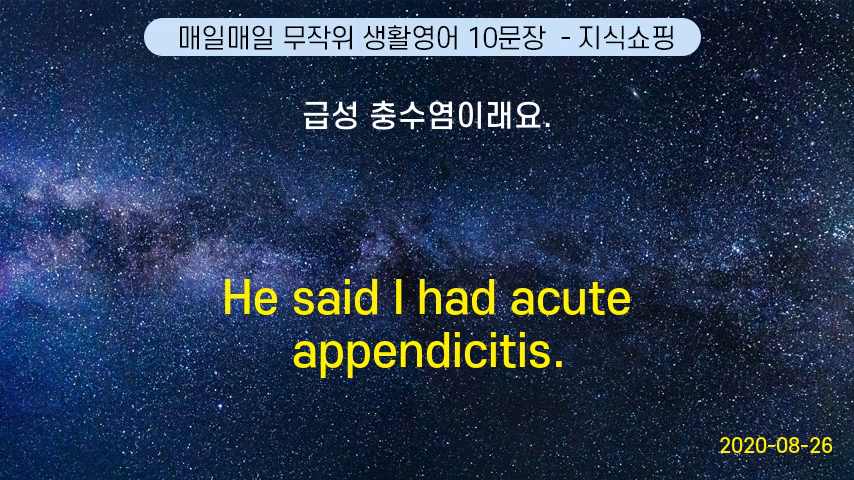 매일매일 무작위 생활영어 10문장 - 지식쇼핑
급성 충수염이래요.
He said I had acute
appendicitis.
2020-08-26